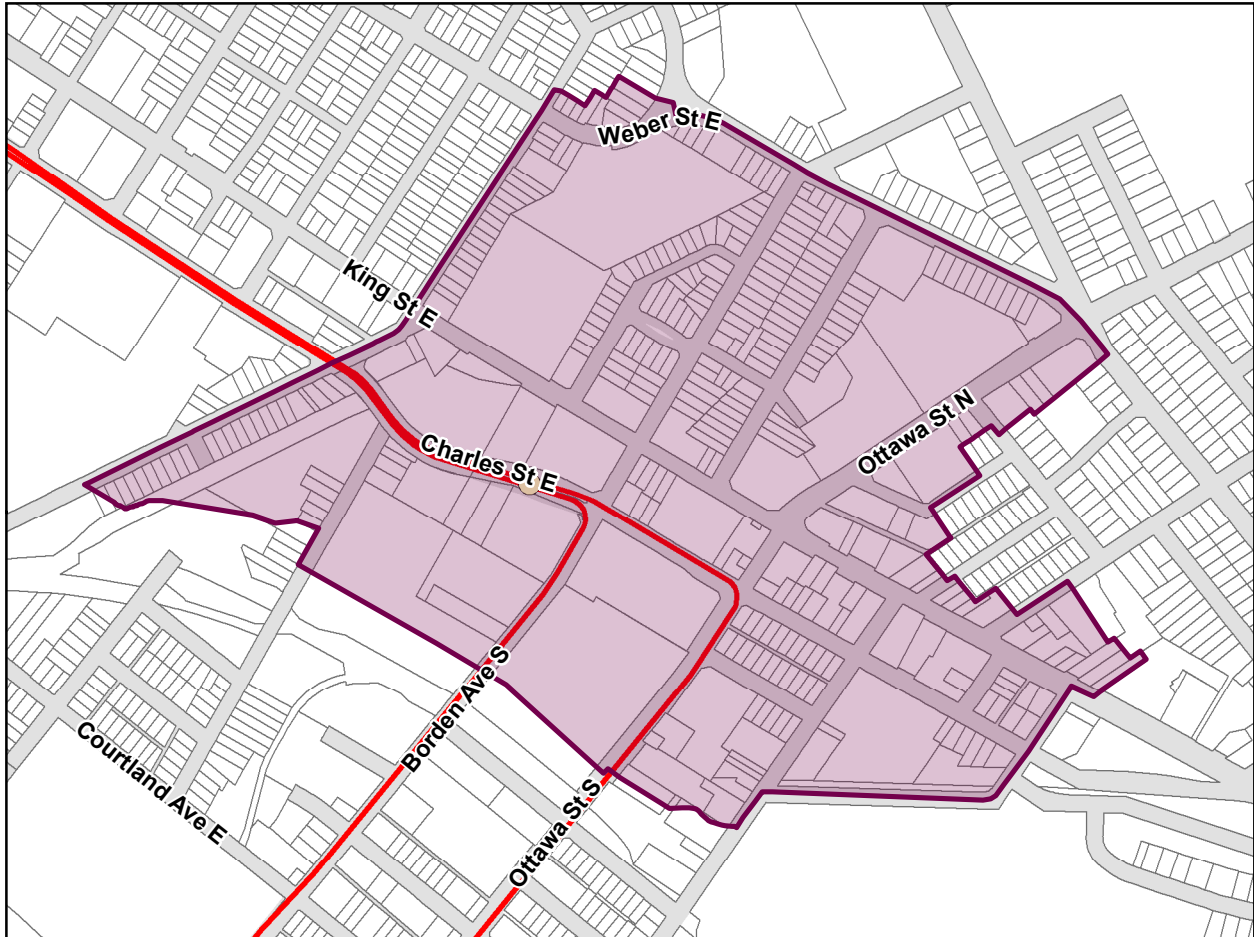 Weber St E
King St E
Ottawa St N
Charles St E
Borden Ave S
Courtland Ave E
Ottawa St S